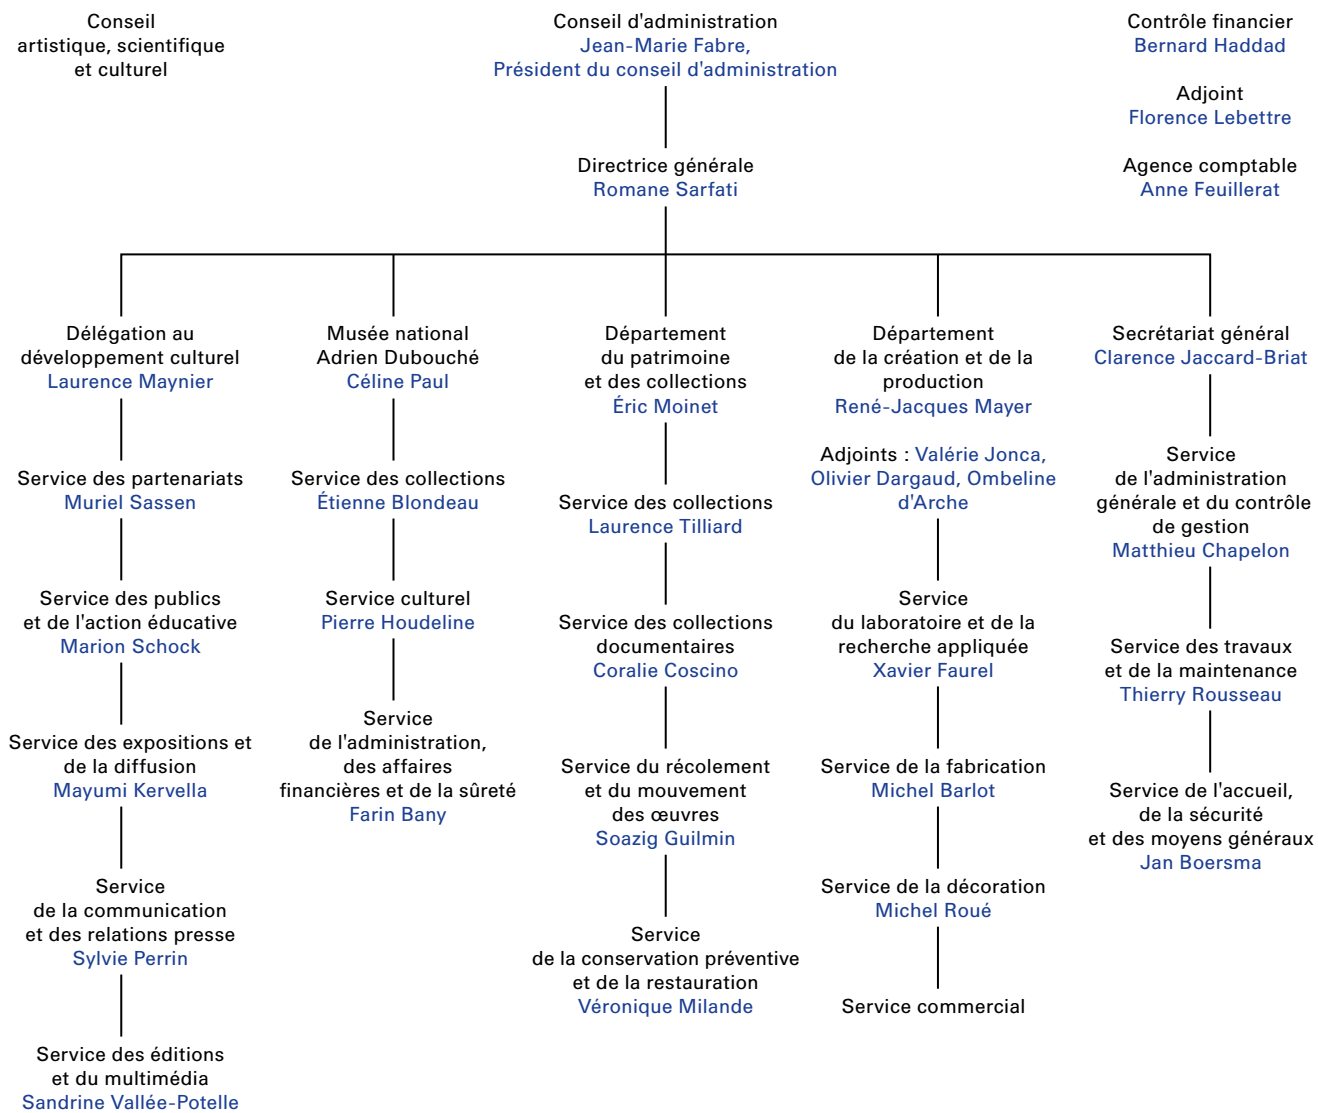 Conseil
artistique, scientifique
et culturel
Conseil d'administration
Jean-Marie Fabre,
Président du conseil d'administration
Contrôle financier
Bernard Haddad
Adjoint
Florence Lebettre
Agence comptable
Anne Feuillerat
Directrice générale
Romane Sarfati
Délégation au
développement culturel
Laurence Maynier
Service des partenariats
Muriel Sassen
Service des publics
et de l'action éducative
Marion Schock
Service des expositions et
de la diffusion
Mayumi Kervella
Service
de la communication
et des relations presse
Sylvie Perrin
Service des éditions
et du multimédia
Sandrine Vallée-Potelle
Musée national
Adrien Dubouché
Céline Paul
Service des collections
Étienne Blondeau
Service culturel
Pierre Houdeline
Service
de l'administration,
des affaires
financières et de la sûreté
Farin Bany
Département
du patrimoine
et des collections
Éric Moinet
Service des collections
Laurence Tilliard
Service des collections
documentaires
Coralie Coscino
Service du récolement
et du mouvement
des œuvres
Soazig Guilmin
Service
de la conservation préventive
et de la restauration
Véronique Milande
Département
de la création et de la
production
René-Jacques Mayer
Adjoints : Valérie Jonca,
Olivier Dargaud, Ombeline
d'Arche
Service
du laboratoire et de la
recherche appliquée
Xavier Faurel
Service de la fabrication
Michel Barlot
Service de la décoration
Michel Roué
Service commercial
Secrétariat général
Clarence Jaccard-Briat
Service
de l'administration
générale et du contrôle
de gestion
Matthieu Chapelon
Service des travaux
et de la maintenance
Thierry Rousseau
Service de l'accueil,
de la sécurité
et des moyens généraux
Jan Boersma